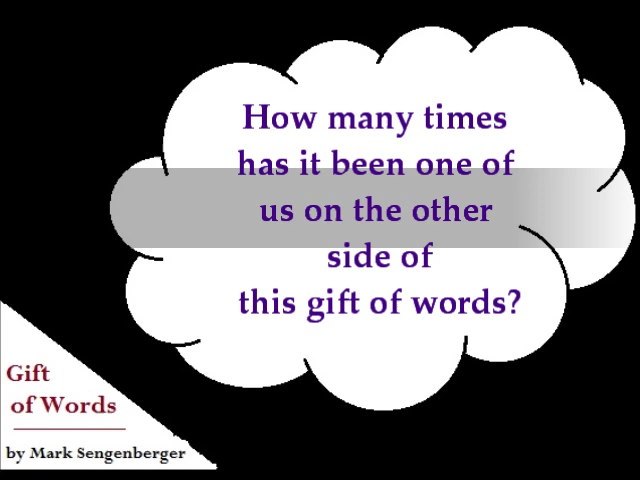 How many times
has it been one of
us on the other
side of
this gift of words?
Gift
of Words
by Mark Sengenberger